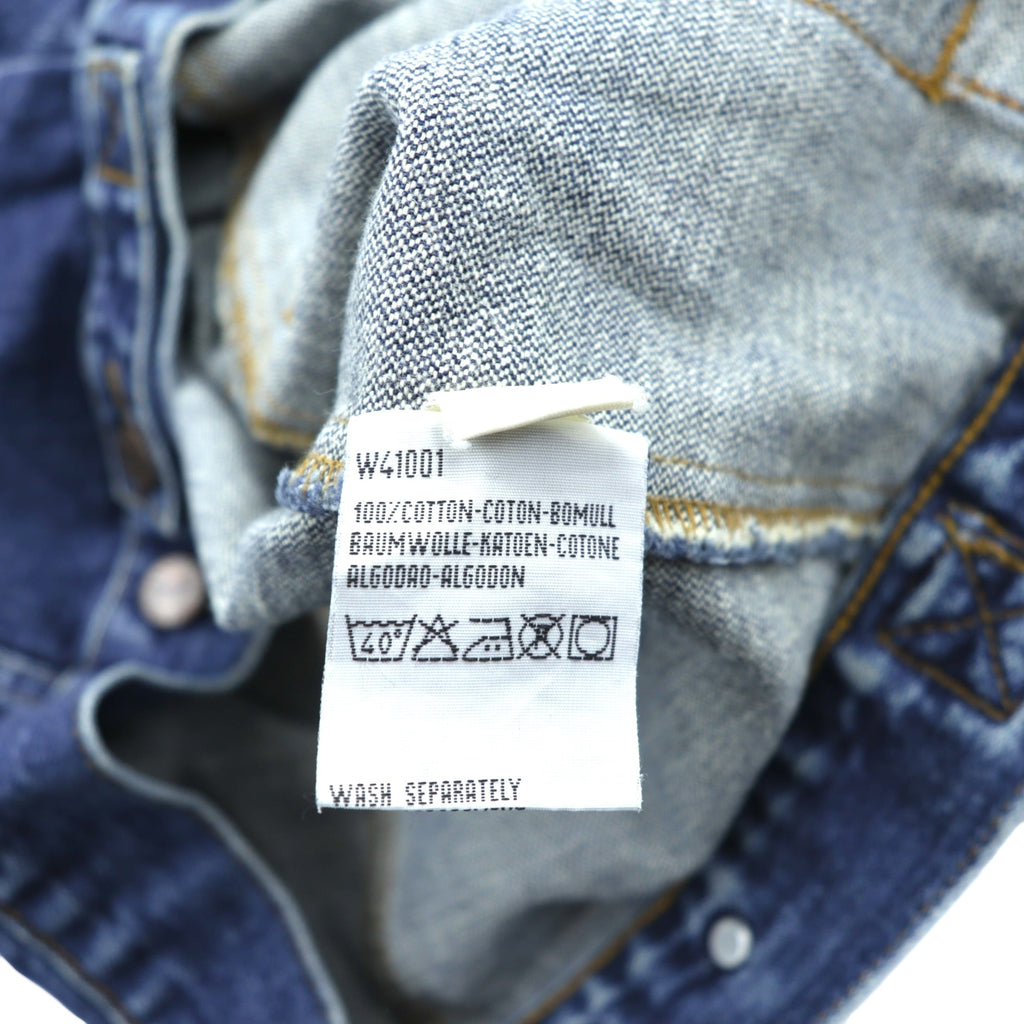 W41001
100%COTTON-COTON-BOMULL
BAUMWOLLE-KATOEN-COTONE
ALGODAO-ALGODON
40°
WASH SEPARATELY